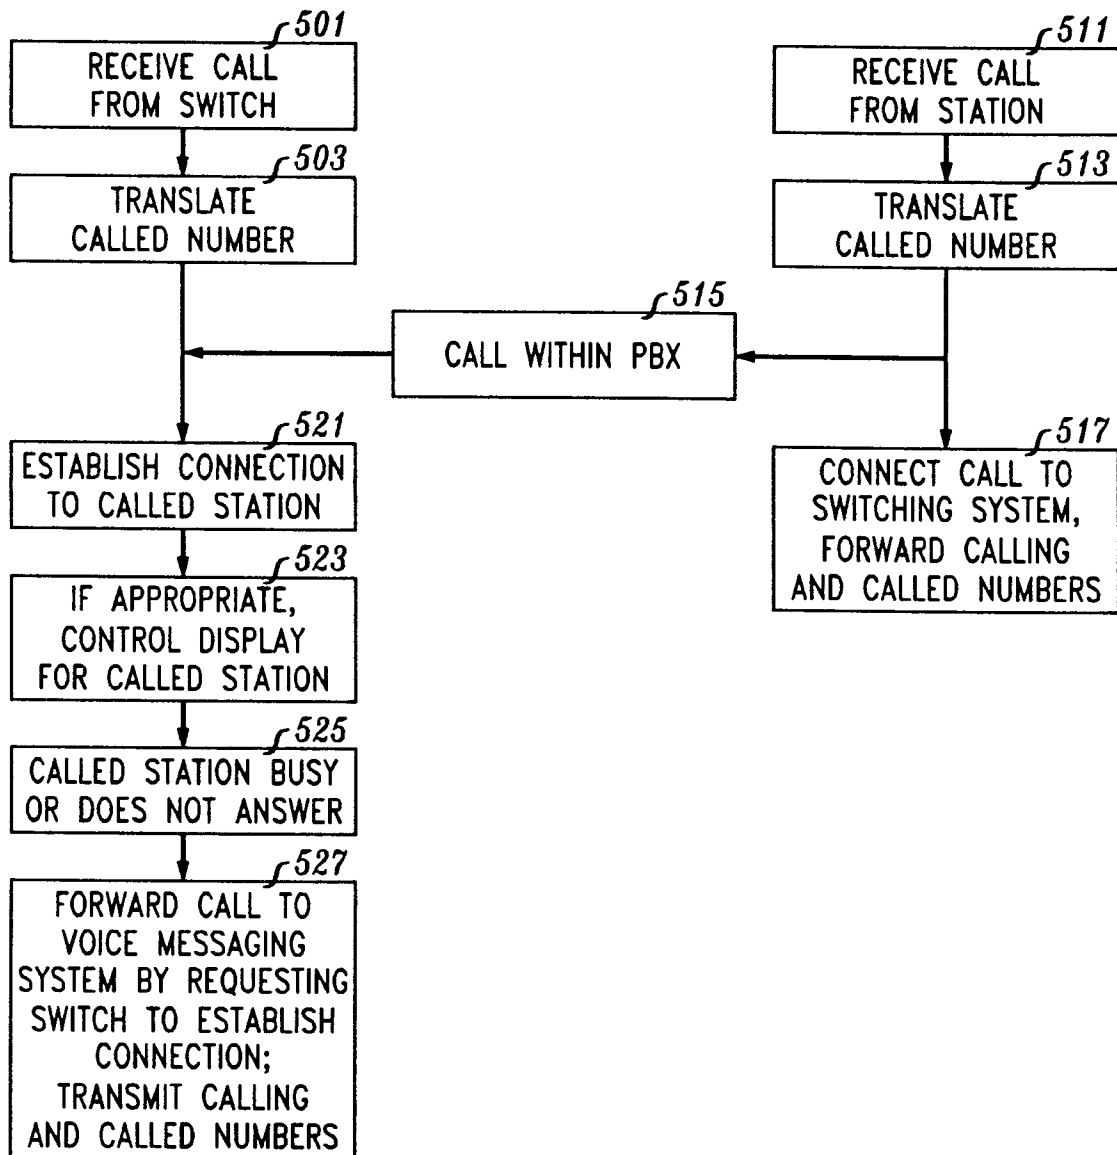 501
RECEIVE CALL
FROM SWITCH
503
TRANSLATE
CALLED NUMBER
511
RECEIVE CALL
FROM STATION
513
TRANSLATE
CALLED NUMBER
515
CALL WITHIN PBX
517
CONNECT CALL TO
SWITCHING SYSTEM,
FORWARD CALLING
AND CALLED NUMBERS
521
ESTABLISH CONNECTION
TO CALLED STATION
523
IF APPROPRIATE,
CONTROL DISPLAY
FOR CALLED STATION
525
CALLED STATION BUSY
OR DOES NOT ANSWER
527
FORWARD CALL TO
VOICE MESSAGING
SYSTEM BY REQUESTING
SWITCH TO ESTABLISH
CONNECTION;
TRANSMIT CALLING
AND CALLED NUMBERS